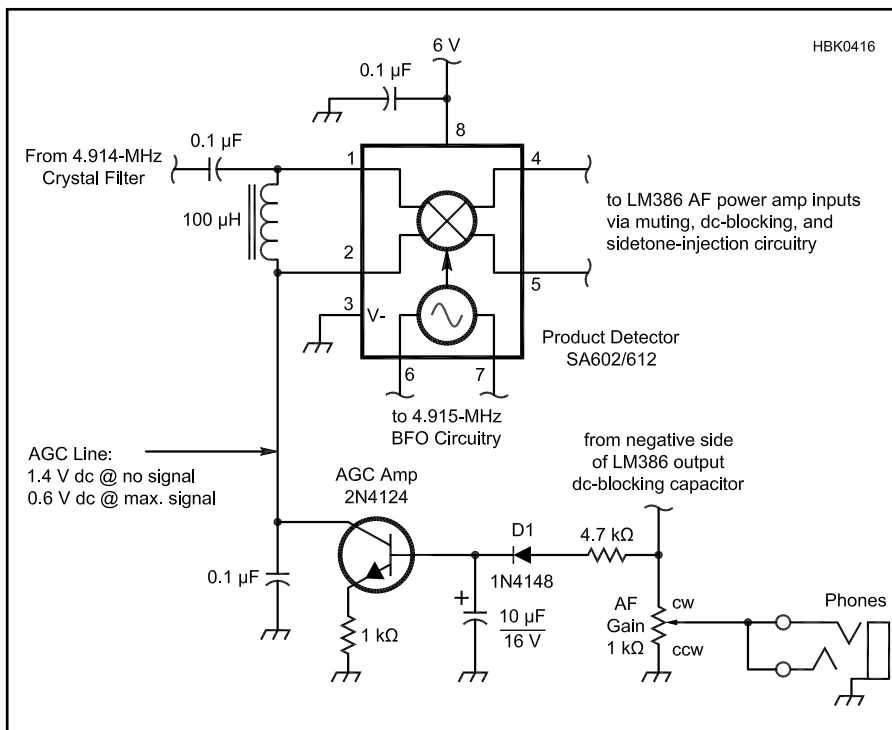 HBK0416
6 V
0.1 µF
8
0.1 µF
From 4.914-MHz
Crystal Filter
1
4
100 µH
to LM386 AF power amp inputs
via muting, dc-blocking, and
sidetone-injection circuitry
2
5
3
V-
Product Detector
SA602/612
6
7
to 4.915-MHz
BFO Circuitry
AGC Line:
1.4 V dc @ no signal
0.6 V dc @ max. signal
from negative side
of LM386 output
dc-blocking capacitor
AGC Amp
2N4124
D1
1N4148
4.7 kΩ
0.1 µF
1 kΩ
+
10 µF
16 V
AF
Gain
1 kΩ
cw
ccw
Phones